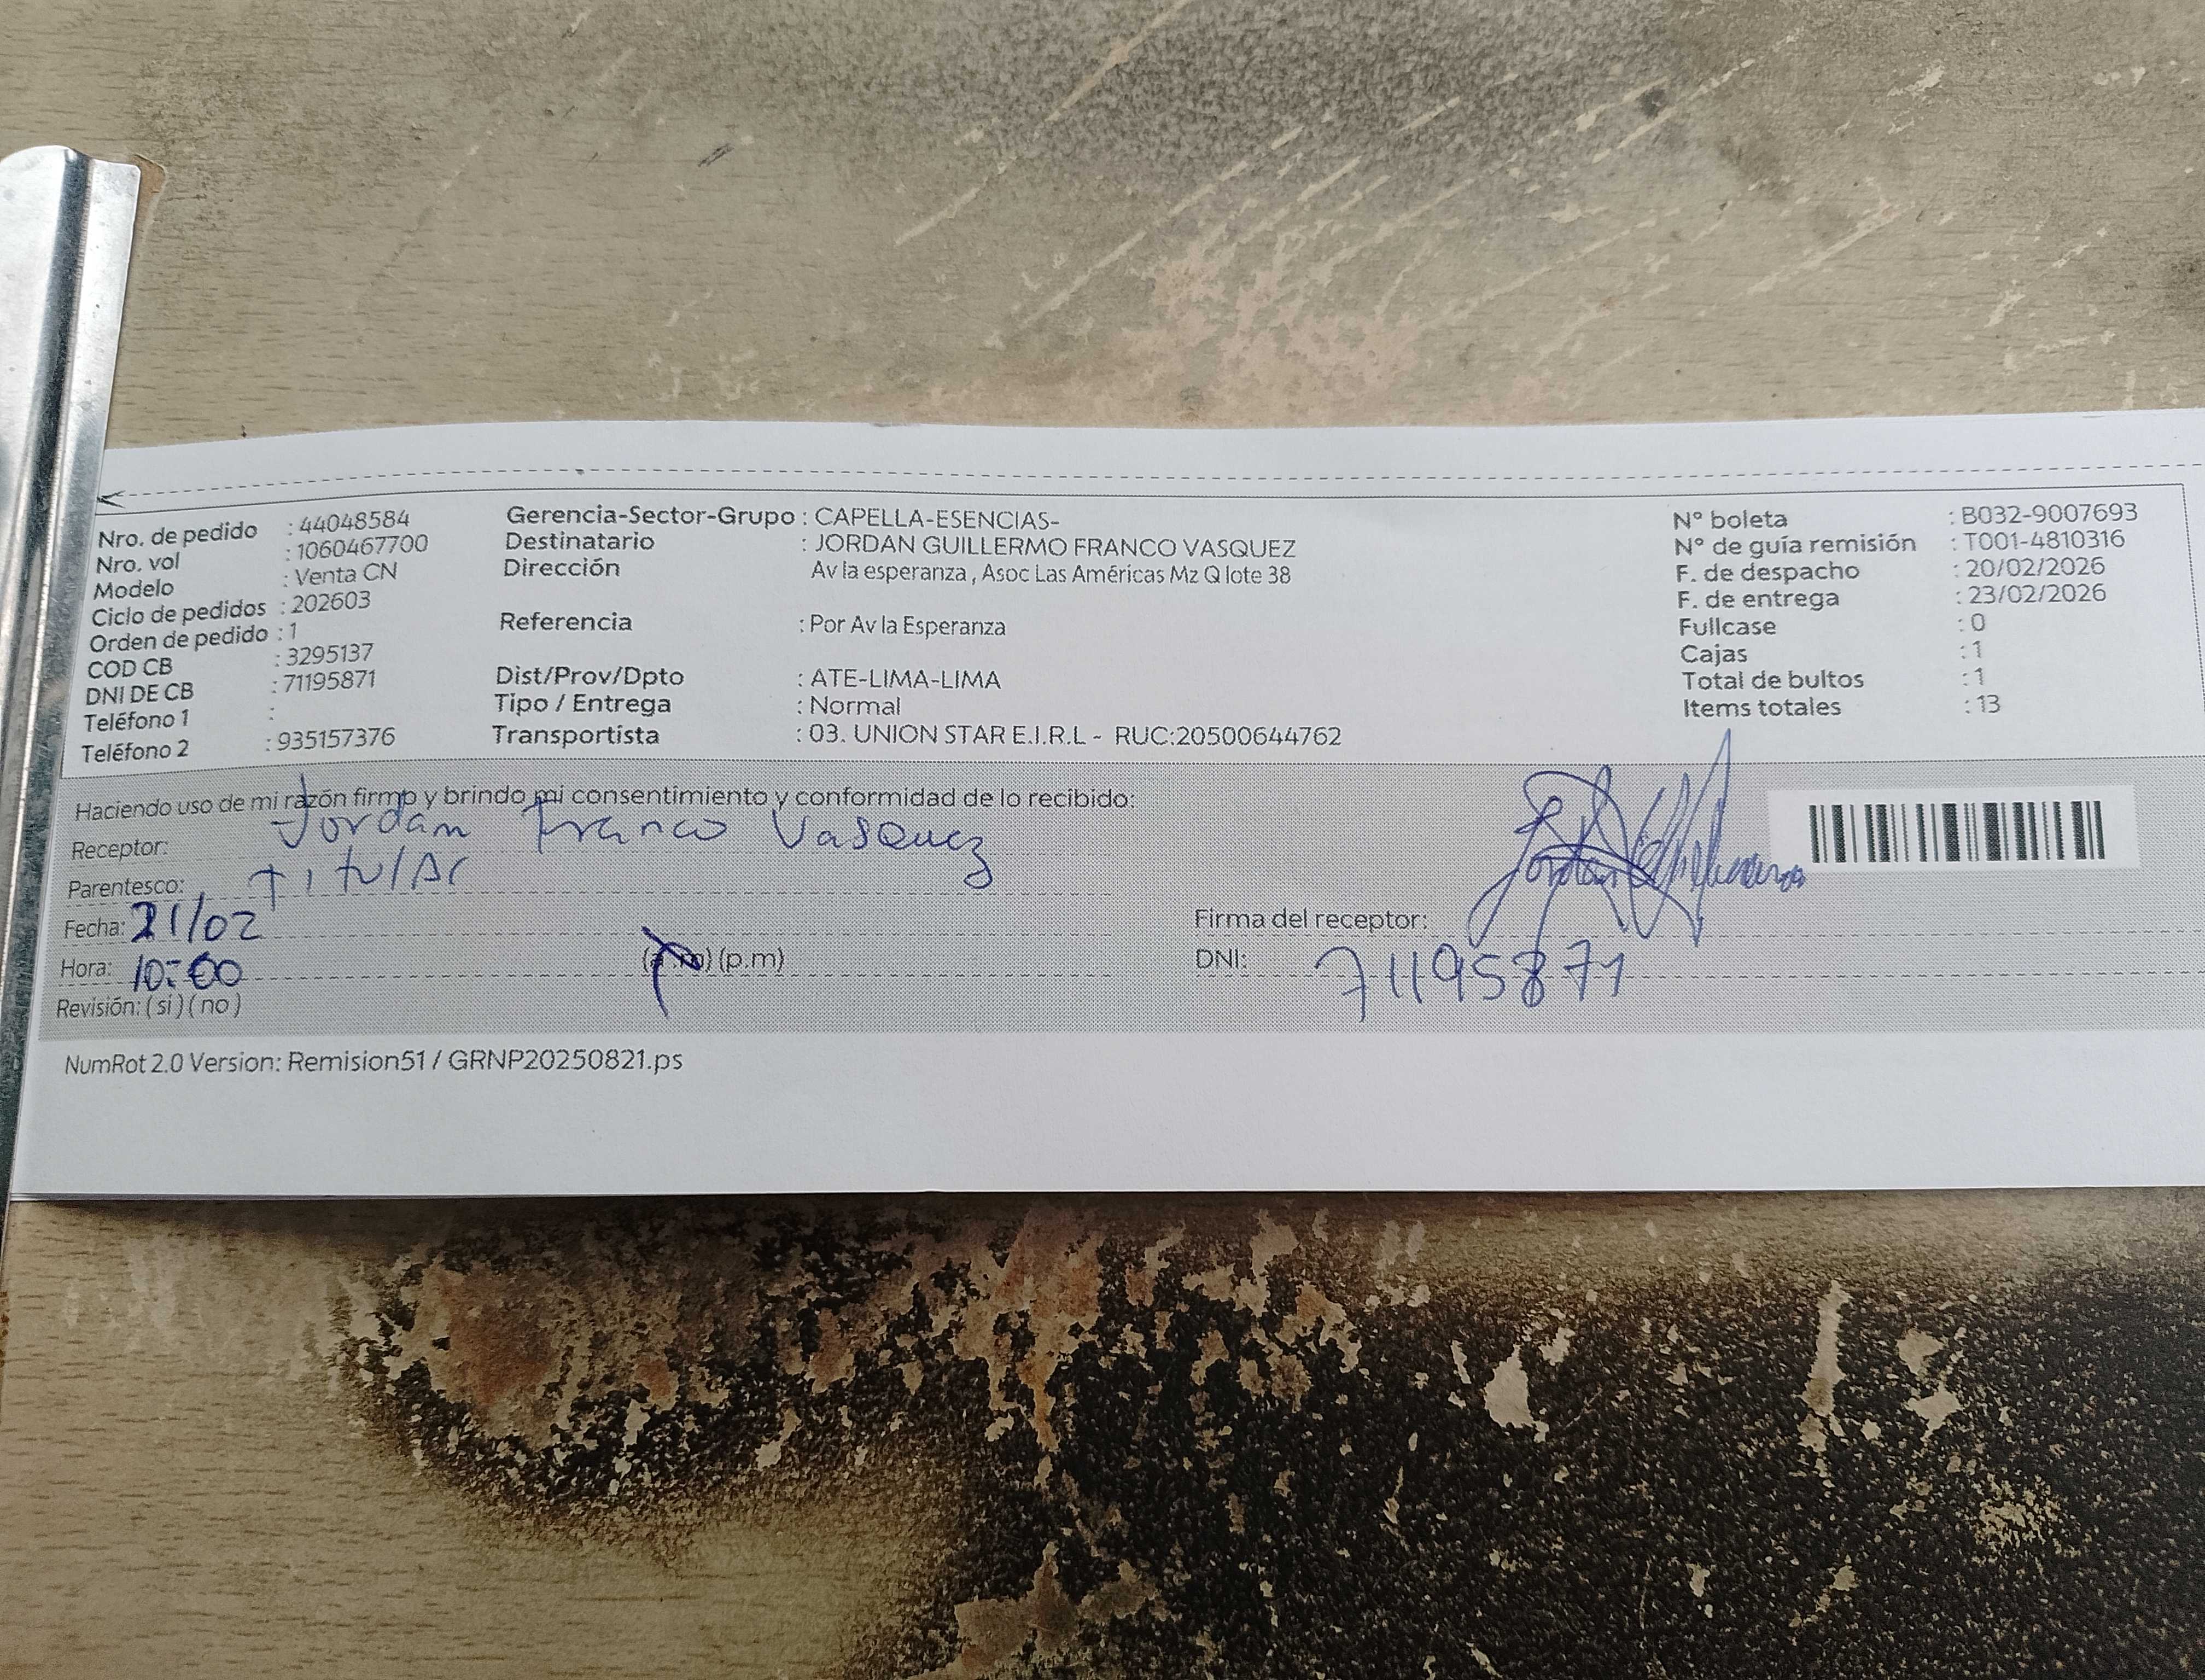 Nro. de pedido : 44048584
Nro. vol : 1060467700
Modelo : Venta CN
Ciclo de pedidos : 202603
Orden de pedido : 1
COD CB : 3295137
DNI DE CB : 71195871
Teléfono 1 :
Teléfono 2 : 935157376
Gerencia-Sector-Grupo : CAPELLA-ESENCIAS-
Destinatario : JORDAN GUILLERMO FRANCO VASQUEZ
Dirección Av la esperanza , Asoc Las Américas Mz Q lote 38
Referencia : Por Av la Esperanza
Dist/Prov/Dpto : ATE-LIMA-LIMA
Tipo / Entrega : Normal
Transportista : 03. UNION STAR E.I.R.L - RUC:20500644762
N° boleta : B032-9007693
N° de guía remisión : T001-4810316
F. de despacho : 20/02/2026
F. de entrega : 23/02/2026
Fullcase : 0
Cajas : 1
Total de bultos : 1
Items totales : 13
Haciendo uso de mi razón firmo y brindo mi consentimiento y conformidad de lo recibido:
Receptor: Jordan Franco Vasquez
Parentesco: Titular
Fecha: 21/02
Hora: 10:00 (a.m) (p.m)
Revisión: ( si ) ( no )
Firma del receptor:
DNI: 71195871
NumRot 2.0 Version: Remision51 / GRNP20250821.ps